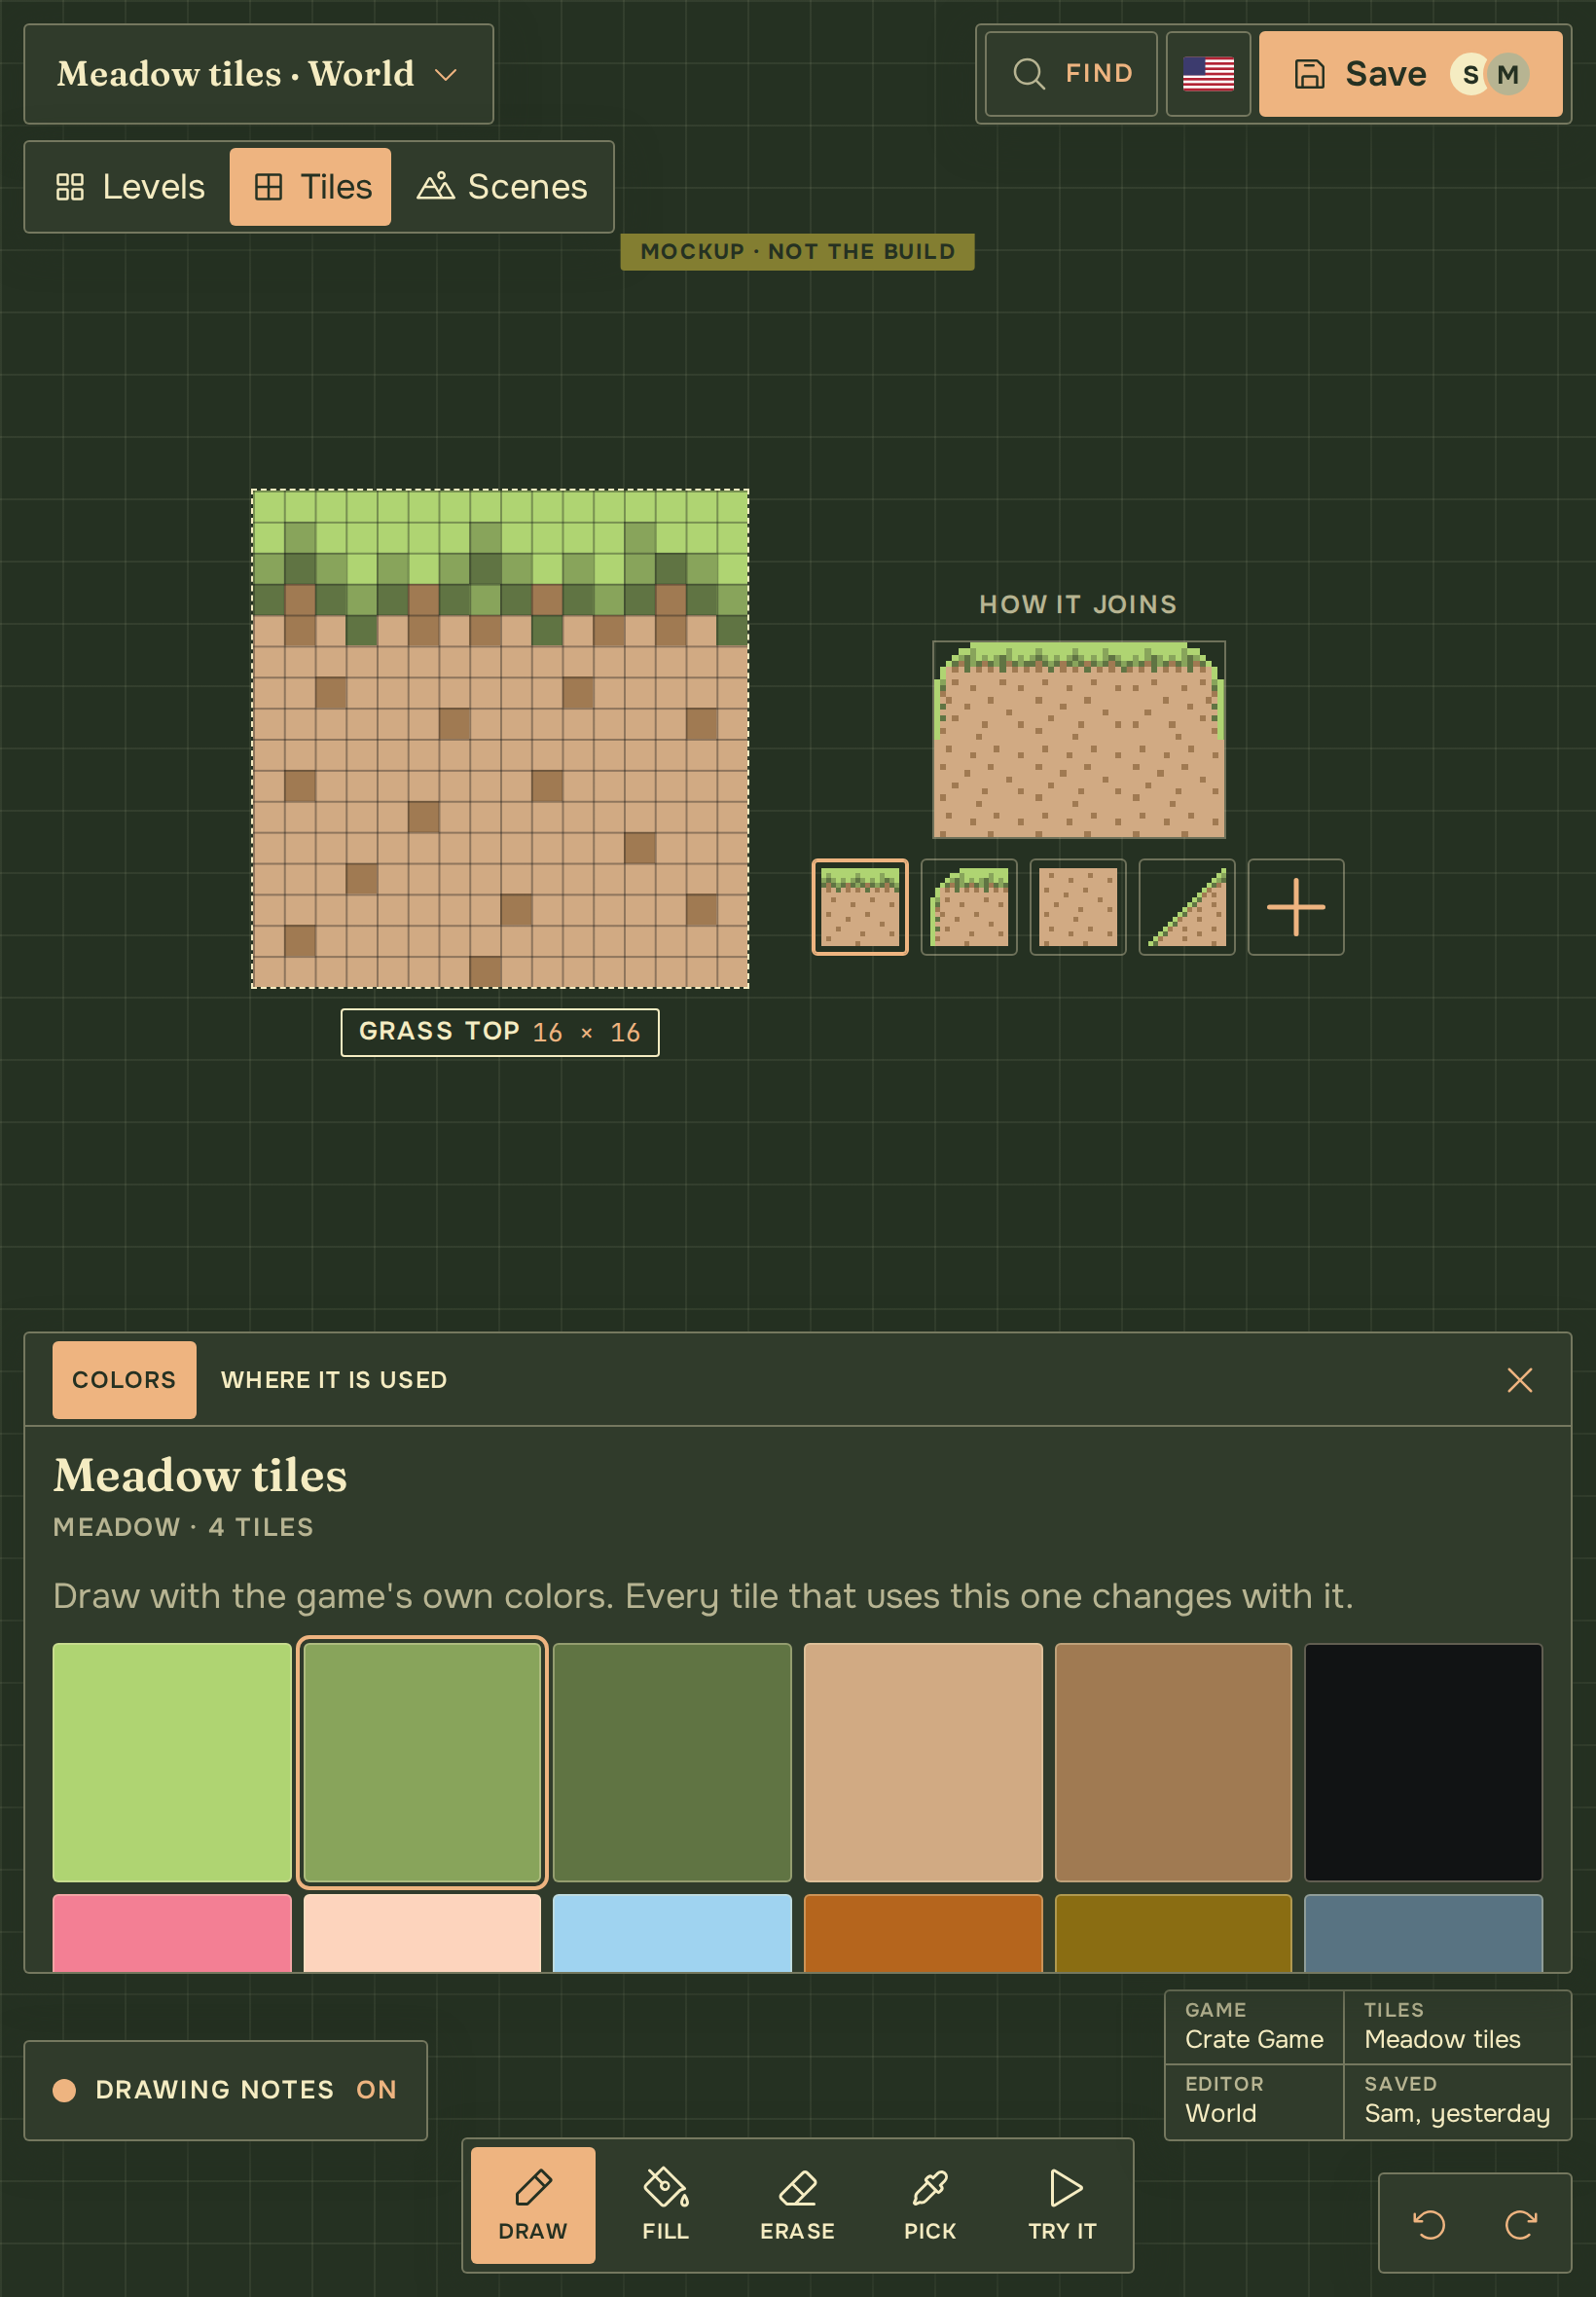 Meadow tiles · World
FIND
Save
S
M
Levels
Tiles
Scenes
MOCKUP · NOT THE BUILD
HOW IT JOINS
GRASS TOP 16 × 16
COLORS
WHERE IT IS USED
Meadow tiles
MEADOW · 4 TILES
Draw with the game's own colors. Every tile that uses this one changes with it.
GAME
Crate Game
TILES
Meadow tiles
EDITOR
World
SAVED
Sam, yesterday
DRAWING NOTES ON
DRAW
FILL
ERASE
PICK
TRY IT